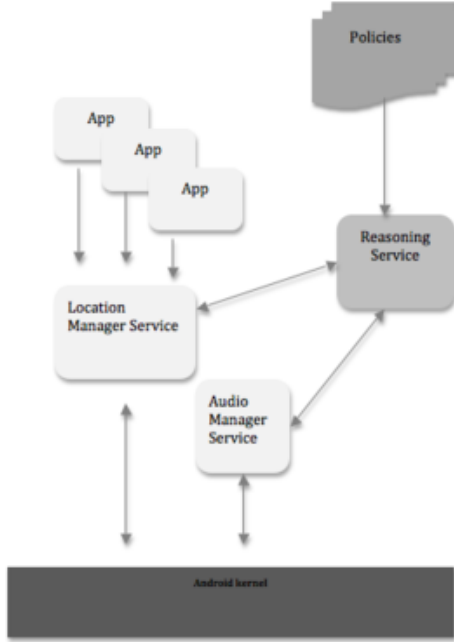 Policies
App
App
App
Reasoning
Service
Location
Manager Service
Audio
Manager
Service
Android kernel